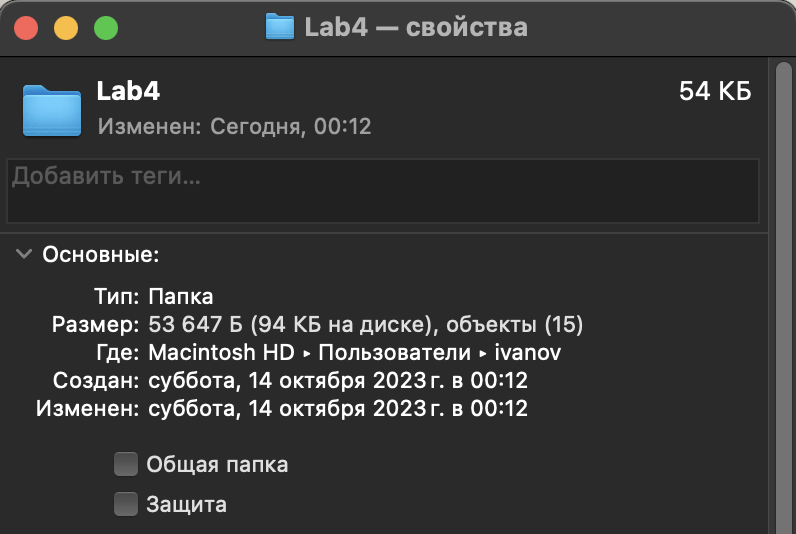 Lab4 — свойства
Lab4 54 КБ
Изменен: Сегодня, 00:12
Добавить теги...
Основные:
Тип: Папка
Размер: 53 647 Б (94 КБ на диске), объекты (15)
Где: Macintosh HD ▸ Пользователи ▸ ivanov
Создан: суббота, 14 октября 2023 г. в 00:12
Изменен: суббота, 14 октября 2023 г. в 00:12
Общая папка
Защита